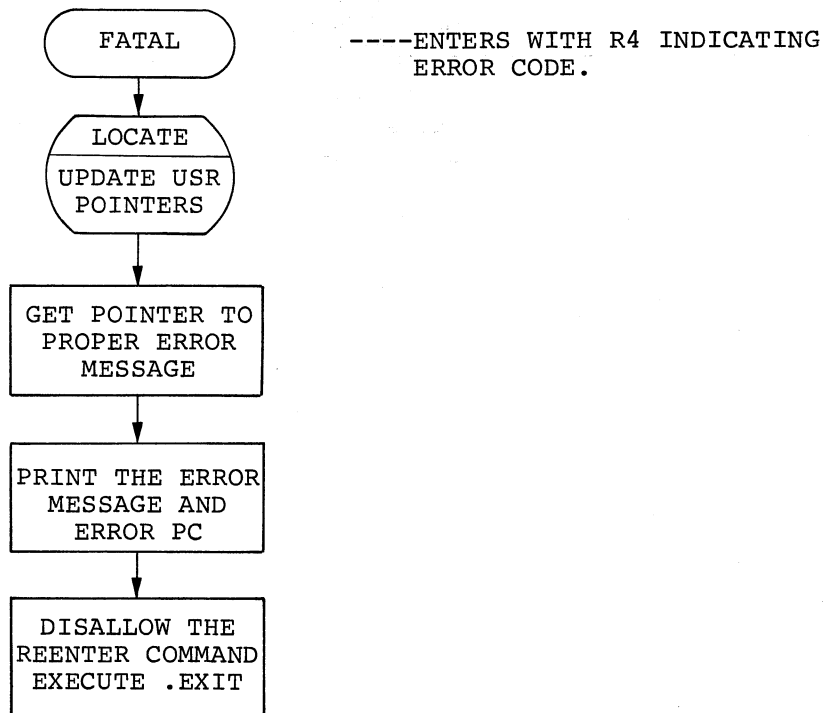 FATAL
----ENTERS WITH R4 INDICATING
ERROR CODE.
LOCATE
UPDATE USR
POINTERS
GET POINTER TO
PROPER ERROR
MESSAGE
PRINT THE ERROR
MESSAGE AND
ERROR PC
DISALLOW THE
REENTER COMMAND
EXECUTE .EXIT